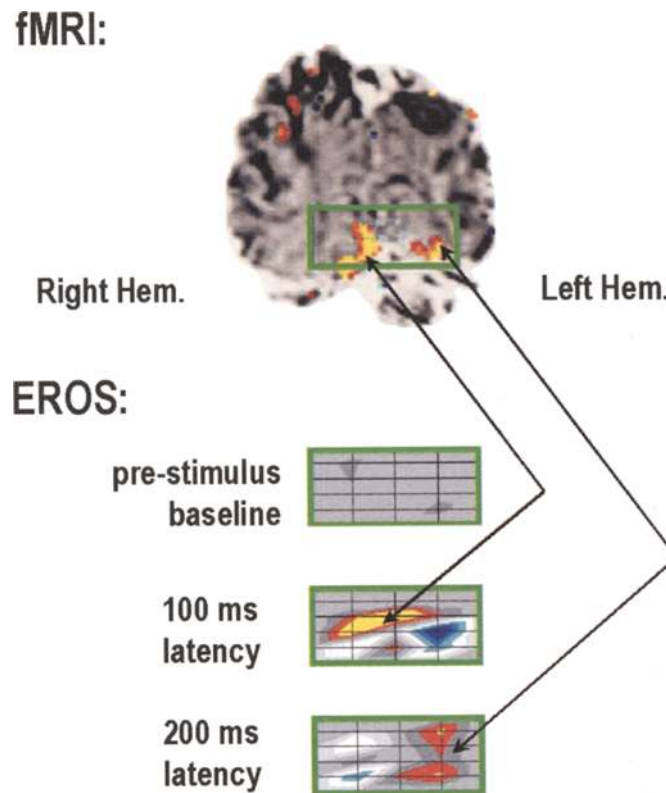 fMRI:
Right Hem.
Left Hem.
EROS:
pre-stimulus
baseline
100 ms
latency
200 ms
latency